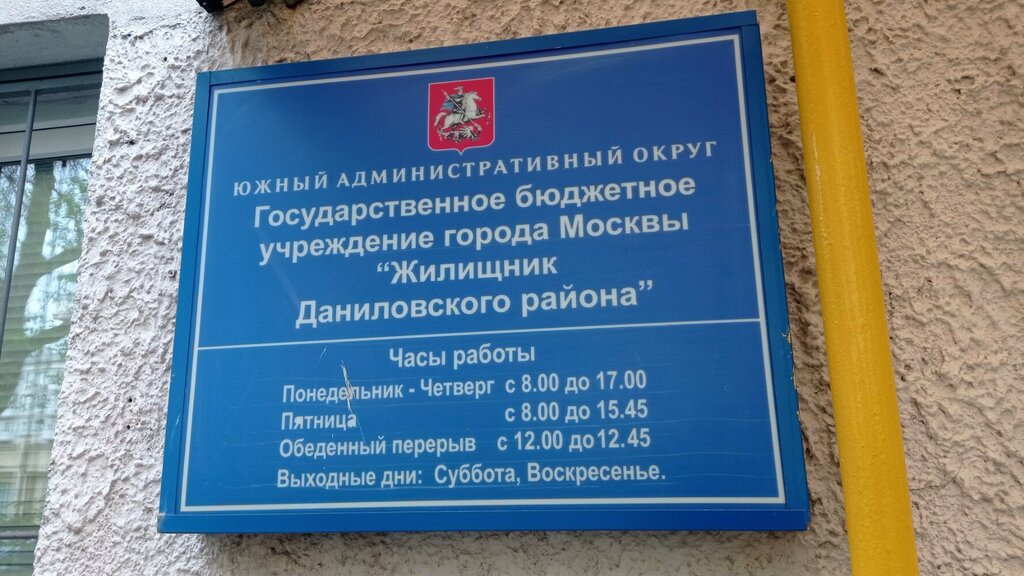 ЮЖНЫЙ АДМИНИСТРАТИВНЫЙ ОКРУГ
Государственное бюджетное
учреждение города Москвы
“Жилищник
Даниловского района”
Часы работы
Понедельник - Четверг с 8.00 до 17.00
Пятница с 8.00 до 15.45
Обеденный перерыв с 12.00 до 12.45
Выходные дни: Суббота, Воскресенье.